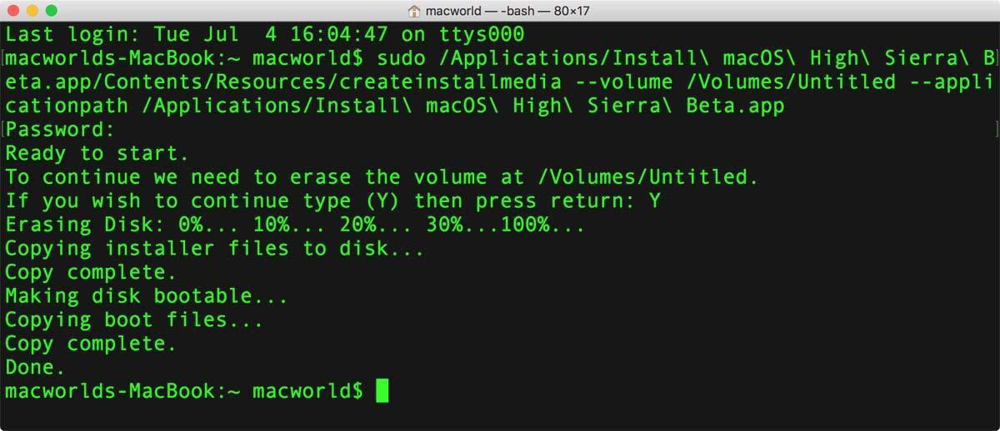 macworld — -bash — 80×17
Last login: Tue Jul  4 16:04:47 on ttys000
[macworlds-MacBook:~ macworld$ sudo /Applications/Install\ macOS\ High\ Sierra\ B]
eta.app/Contents/Resources/createinstallmedia --volume /Volumes/Untitled --appli
cationpath /Applications/Install\ macOS\ High\ Sierra\ Beta.app
[Password:                                                                      ]
Ready to start.
To continue we need to erase the volume at /Volumes/Untitled.
If you wish to continue type (Y) then press return: Y
Erasing Disk: 0%... 10%... 20%... 30%...100%...
Copying installer files to disk...
Copy complete.
Making disk bootable...
Copying boot files...
Copy complete.
Done.
macworlds-MacBook:~ macworld$